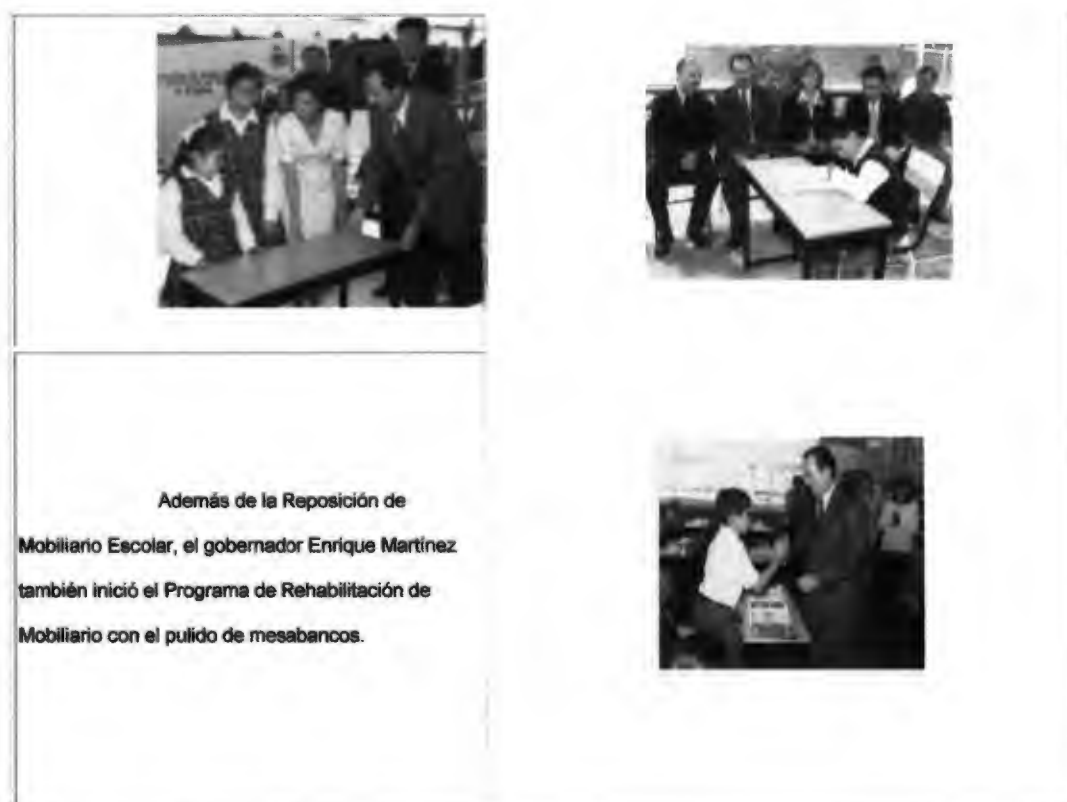 Además de la Reposición de
Mobiliario Escolar, el gobernador Enrique Martínez
también inició el Programa de Rehabilitación de
Mobiliario con el pulido de mesabancos.